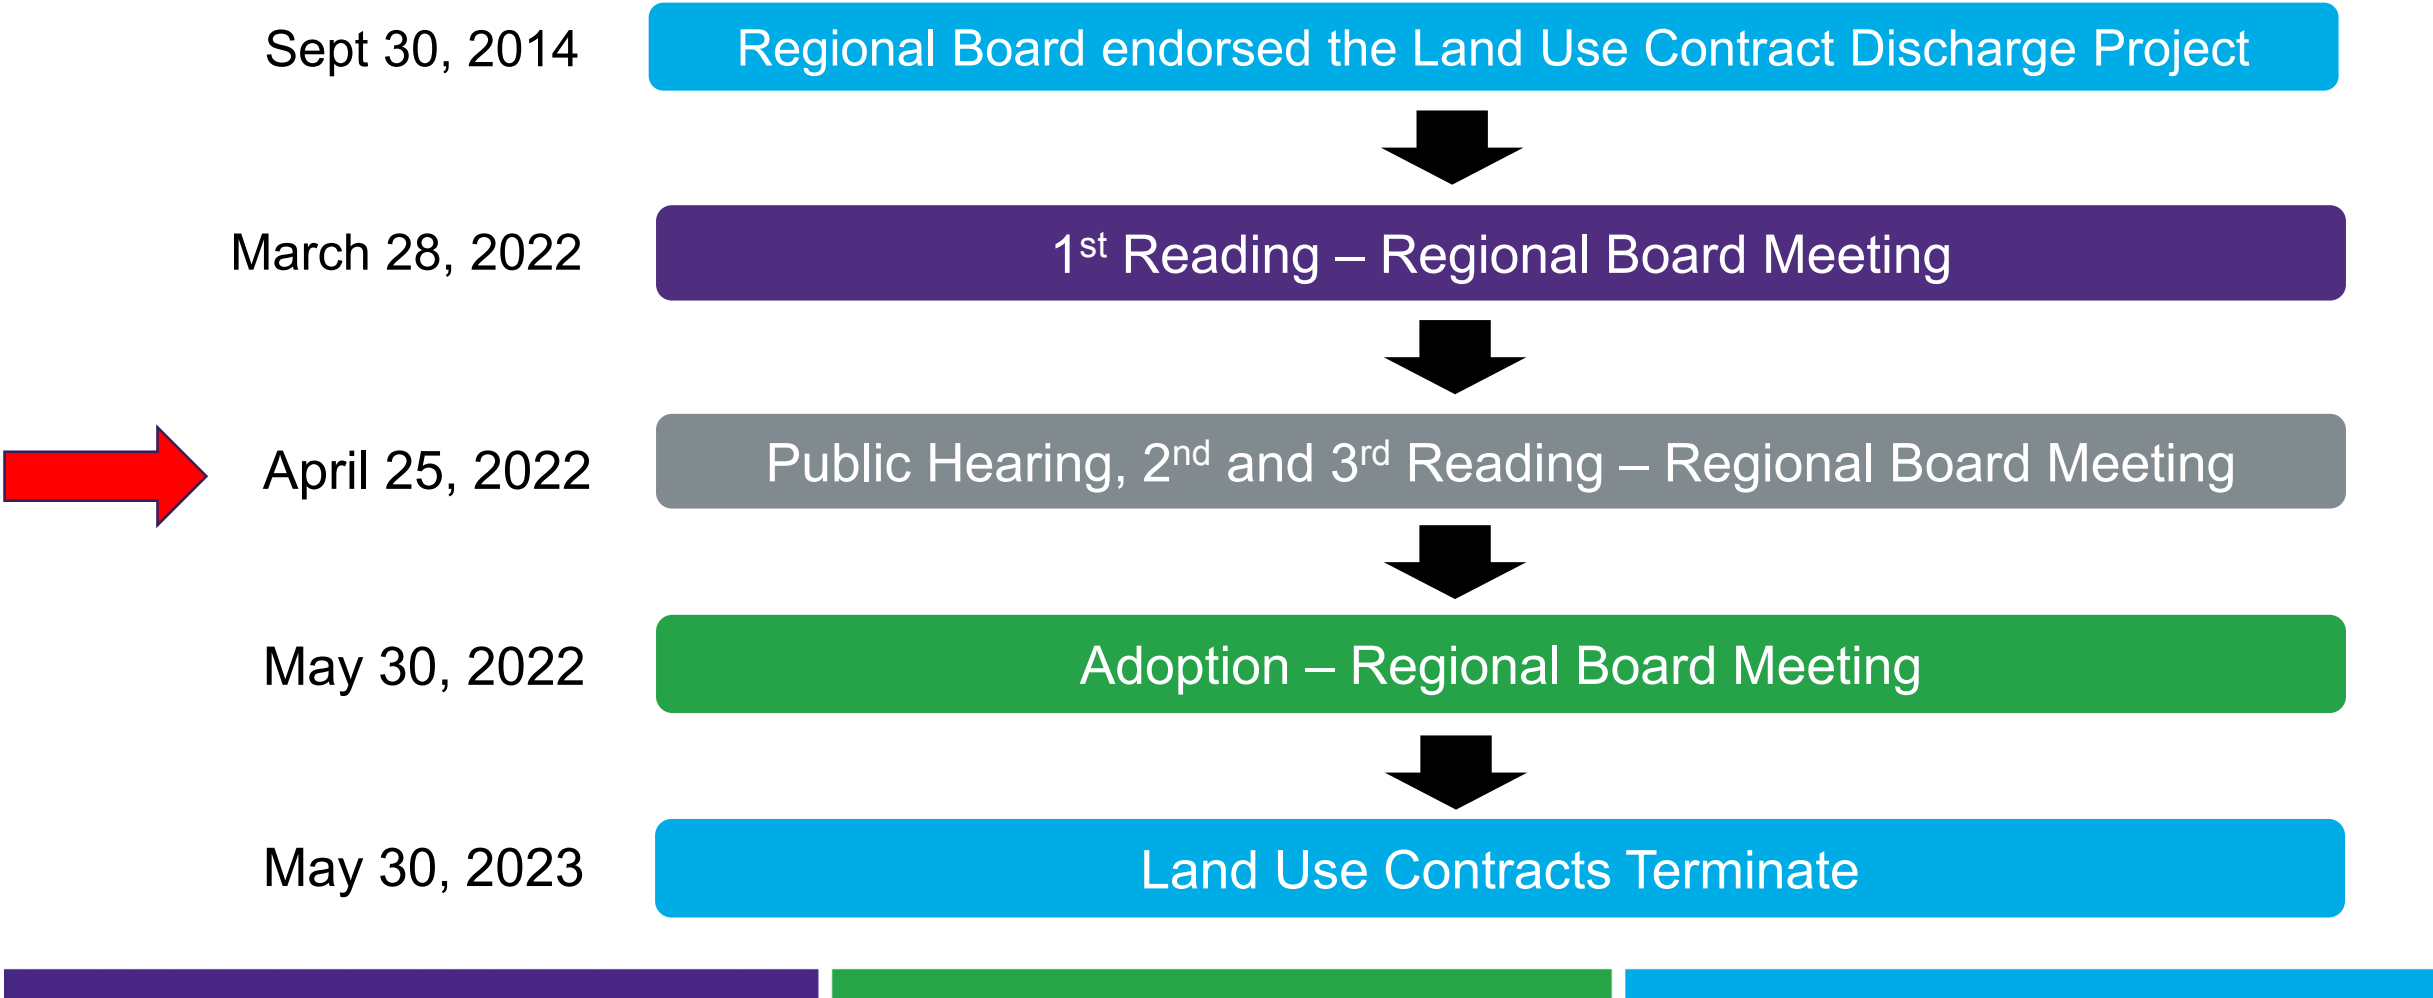 Sept 30, 2014
Regional Board endorsed the Land Use Contract Discharge Project
March 28, 2022
1st Reading – Regional Board Meeting
April 25, 2022
Public Hearing, 2nd and 3rd Reading – Regional Board Meeting
May 30, 2022
Adoption – Regional Board Meeting
May 30, 2023
Land Use Contracts Terminate